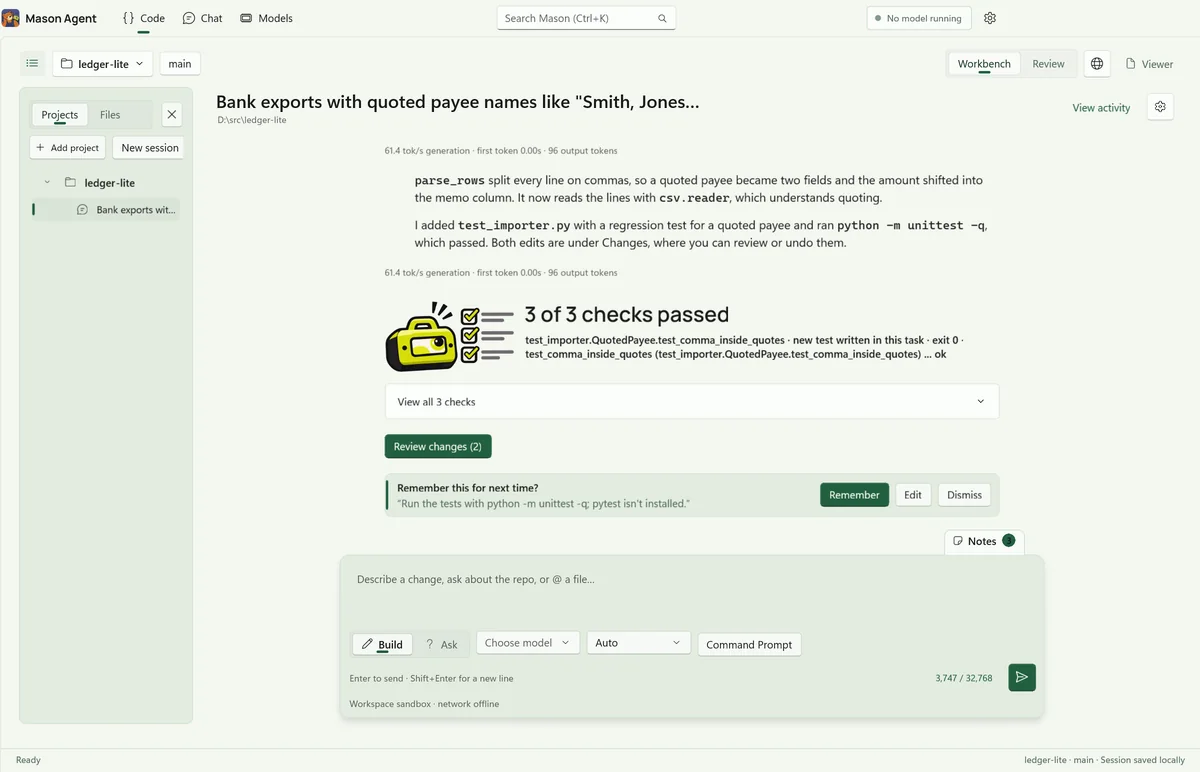 Mason Agent
{ } Code
Chat
Models
Search Mason (Ctrl+K)
No model running
ledger-lite
main
Workbench
Review
Viewer
Projects
Files
+ Add project
New session
ledger-lite
Bank exports wit...
Bank exports with quoted payee names like "Smith, Jones...
D:\src\ledger-lite
View activity
61.4 tok/s generation · first token 0.00s · 96 output tokens
parse_rows split every line on commas, so a quoted payee became two fields and the amount shifted into
the memo column. It now reads the lines with csv.reader, which understands quoting.
I added test_importer.py with a regression test for a quoted payee and ran python -m unittest -q,
which passed. Both edits are under Changes, where you can review or undo them.
61.4 tok/s generation · first token 0.00s · 96 output tokens
3 of 3 checks passed
test_importer.QuotedPayee.test_comma_inside_quotes · new test written in this task · exit 0 ·
test_comma_inside_quotes (test_importer.QuotedPayee.test_comma_inside_quotes) ... ok
View all 3 checks
Review changes (2)
Remember this for next time?
"Run the tests with python -m unittest -q; pytest isn't installed."
Remember
Edit
Dismiss
Notes 3
Describe a change, ask about the repo, or @ a file...
Build
? Ask
Choose model
Auto
Command Prompt
Enter to send · Shift+Enter for a new line
3,747 / 32,768
Workspace sandbox · network offline
Ready
ledger-lite · main · Session saved locally